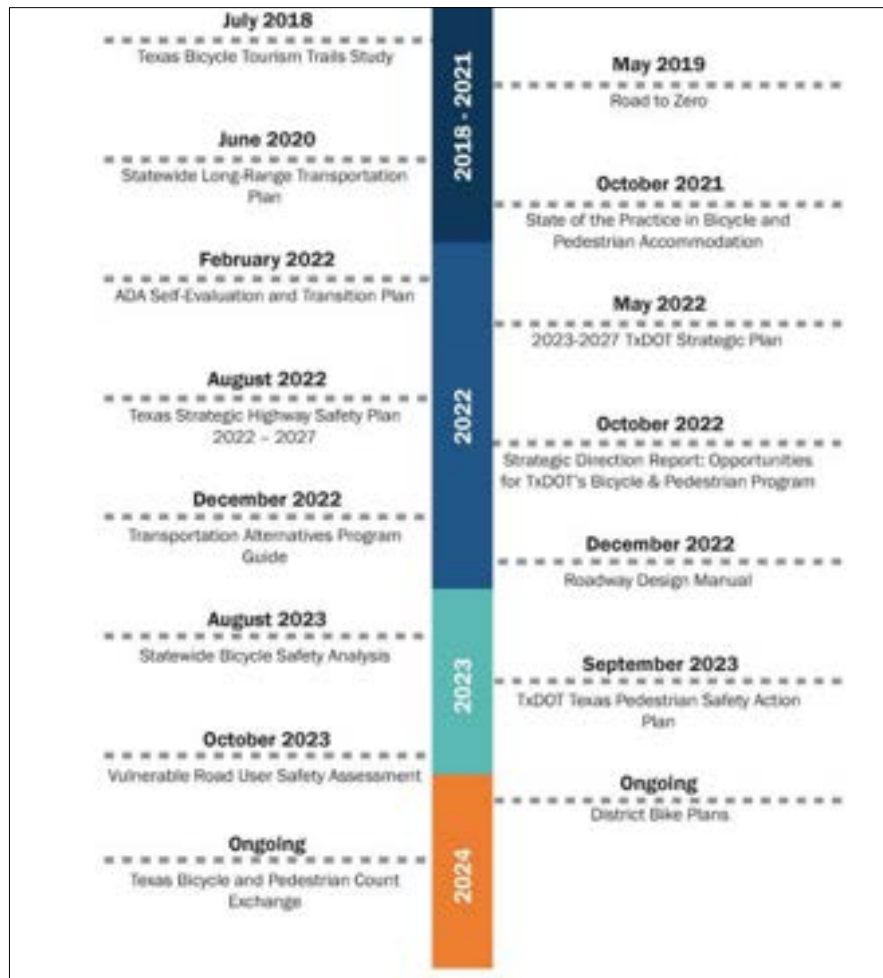 July 2018
Texas Bicycle Tourism Trails Study
May 2019
Road to Zero
2018 - 2021
June 2020
Statewide Long-Range Transportation
Plan
October 2021
State of the Practice in Bicycle and
Pedestrian Accommodation
February 2022
ADA Self-Evaluation and Transition Plan
May 2022
2023-2027 TxDOT Strategic Plan
2022
August 2022
Texas Strategic Highway Safety Plan
2022 – 2027
October 2022
Strategic Direction Report: Opportunities
for TxDOT's Bicycle & Pedestrian Program
December 2022
Transportation Alternatives Program
Guide
December 2022
Roadway Design Manual
August 2023
Statewide Bicycle Safety Analysis
2023
September 2023
TxDOT Texas Pedestrian Safety Action
Plan
October 2023
Vulnerable Road User Safety Assessment
Ongoing
District Bike Plans
2024
Ongoing
Texas Bicycle and Pedestrian Count
Exchange